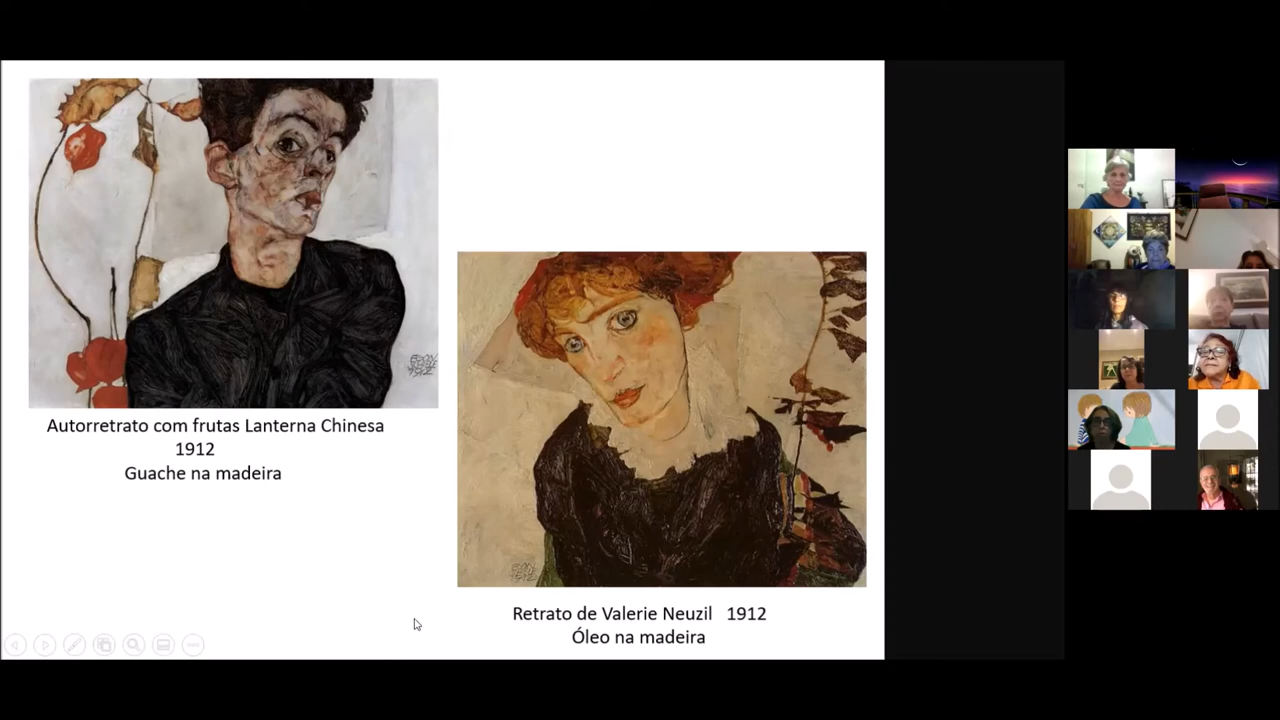 Autorretrato com frutas Lanterna Chinesa
1912
Guache na madeira
Retrato de Valerie Neuzil 1912
Óleo na madeira